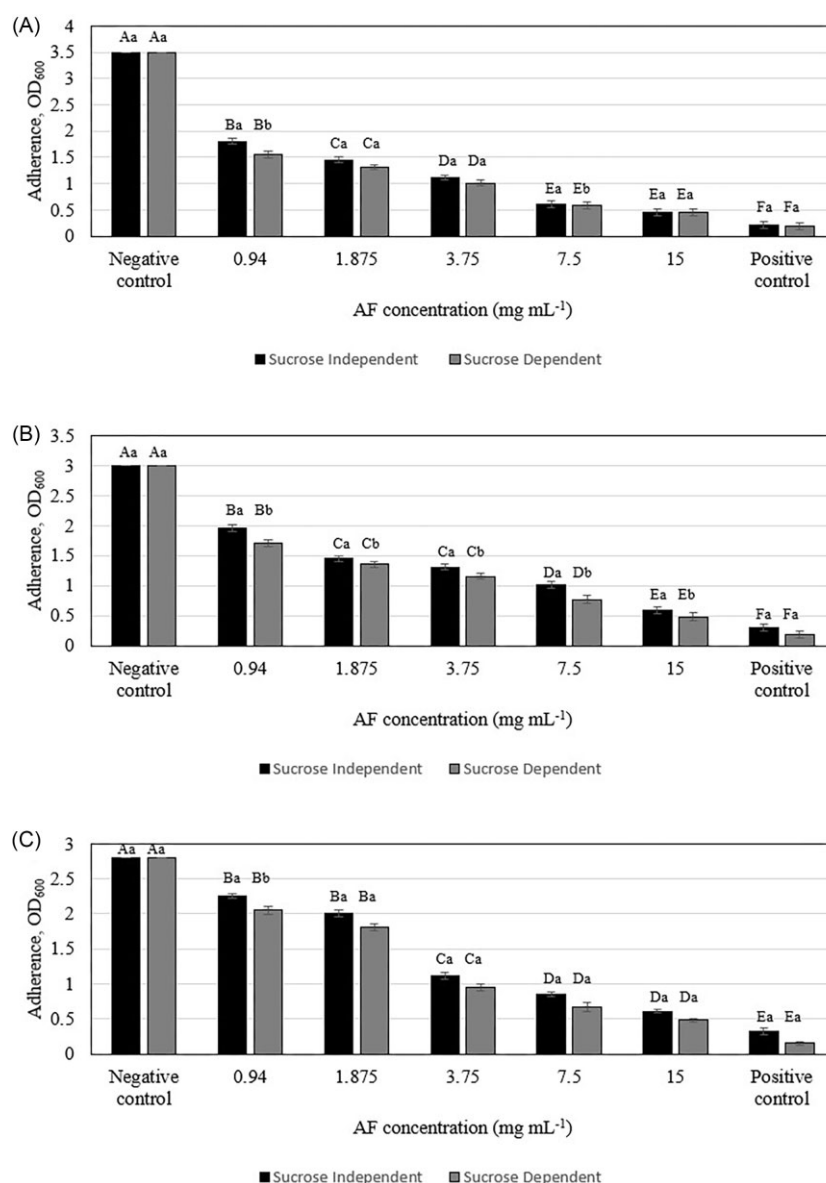 (A)
4
3.5
3
2.5
2
1.5
1
0.5
0
Adherence, OD₆₀₀
Aa Aa
Ba Bb
Ca Ca
Da Da
Ea Eb
Ea Ea
Fa Fa
Negative control 0.94 1.875 3.75 7.5 15 Positive control
AF concentration (mg mL⁻¹)
Sucrose Independent Sucrose Dependent
(B)
3.5
3
2.5
2
1.5
1
0.5
0
Adherence, OD₆₀₀
Aa Aa
Ba Bb
Ca Cb
Ca Cb
Da Db
Ea Eb
Fa Fa
Negative control 0.94 1.875 3.75 7.5 15 Positive control
AF concentration (mg mL⁻¹)
Sucrose Independent Sucrose Dependent
(C)
3
2.5
2
1.5
1
0.5
0
Adherence, OD₆₀₀
Aa Aa
Ba Bb
Ba Ba
Ca Ca
Da Da
Da Da
Ea Ea
Negative control 0.94 1.875 3.75 7.5 15 Positive control
AF concentration (mg mL⁻¹)
Sucrose Independent Sucrose Dependent